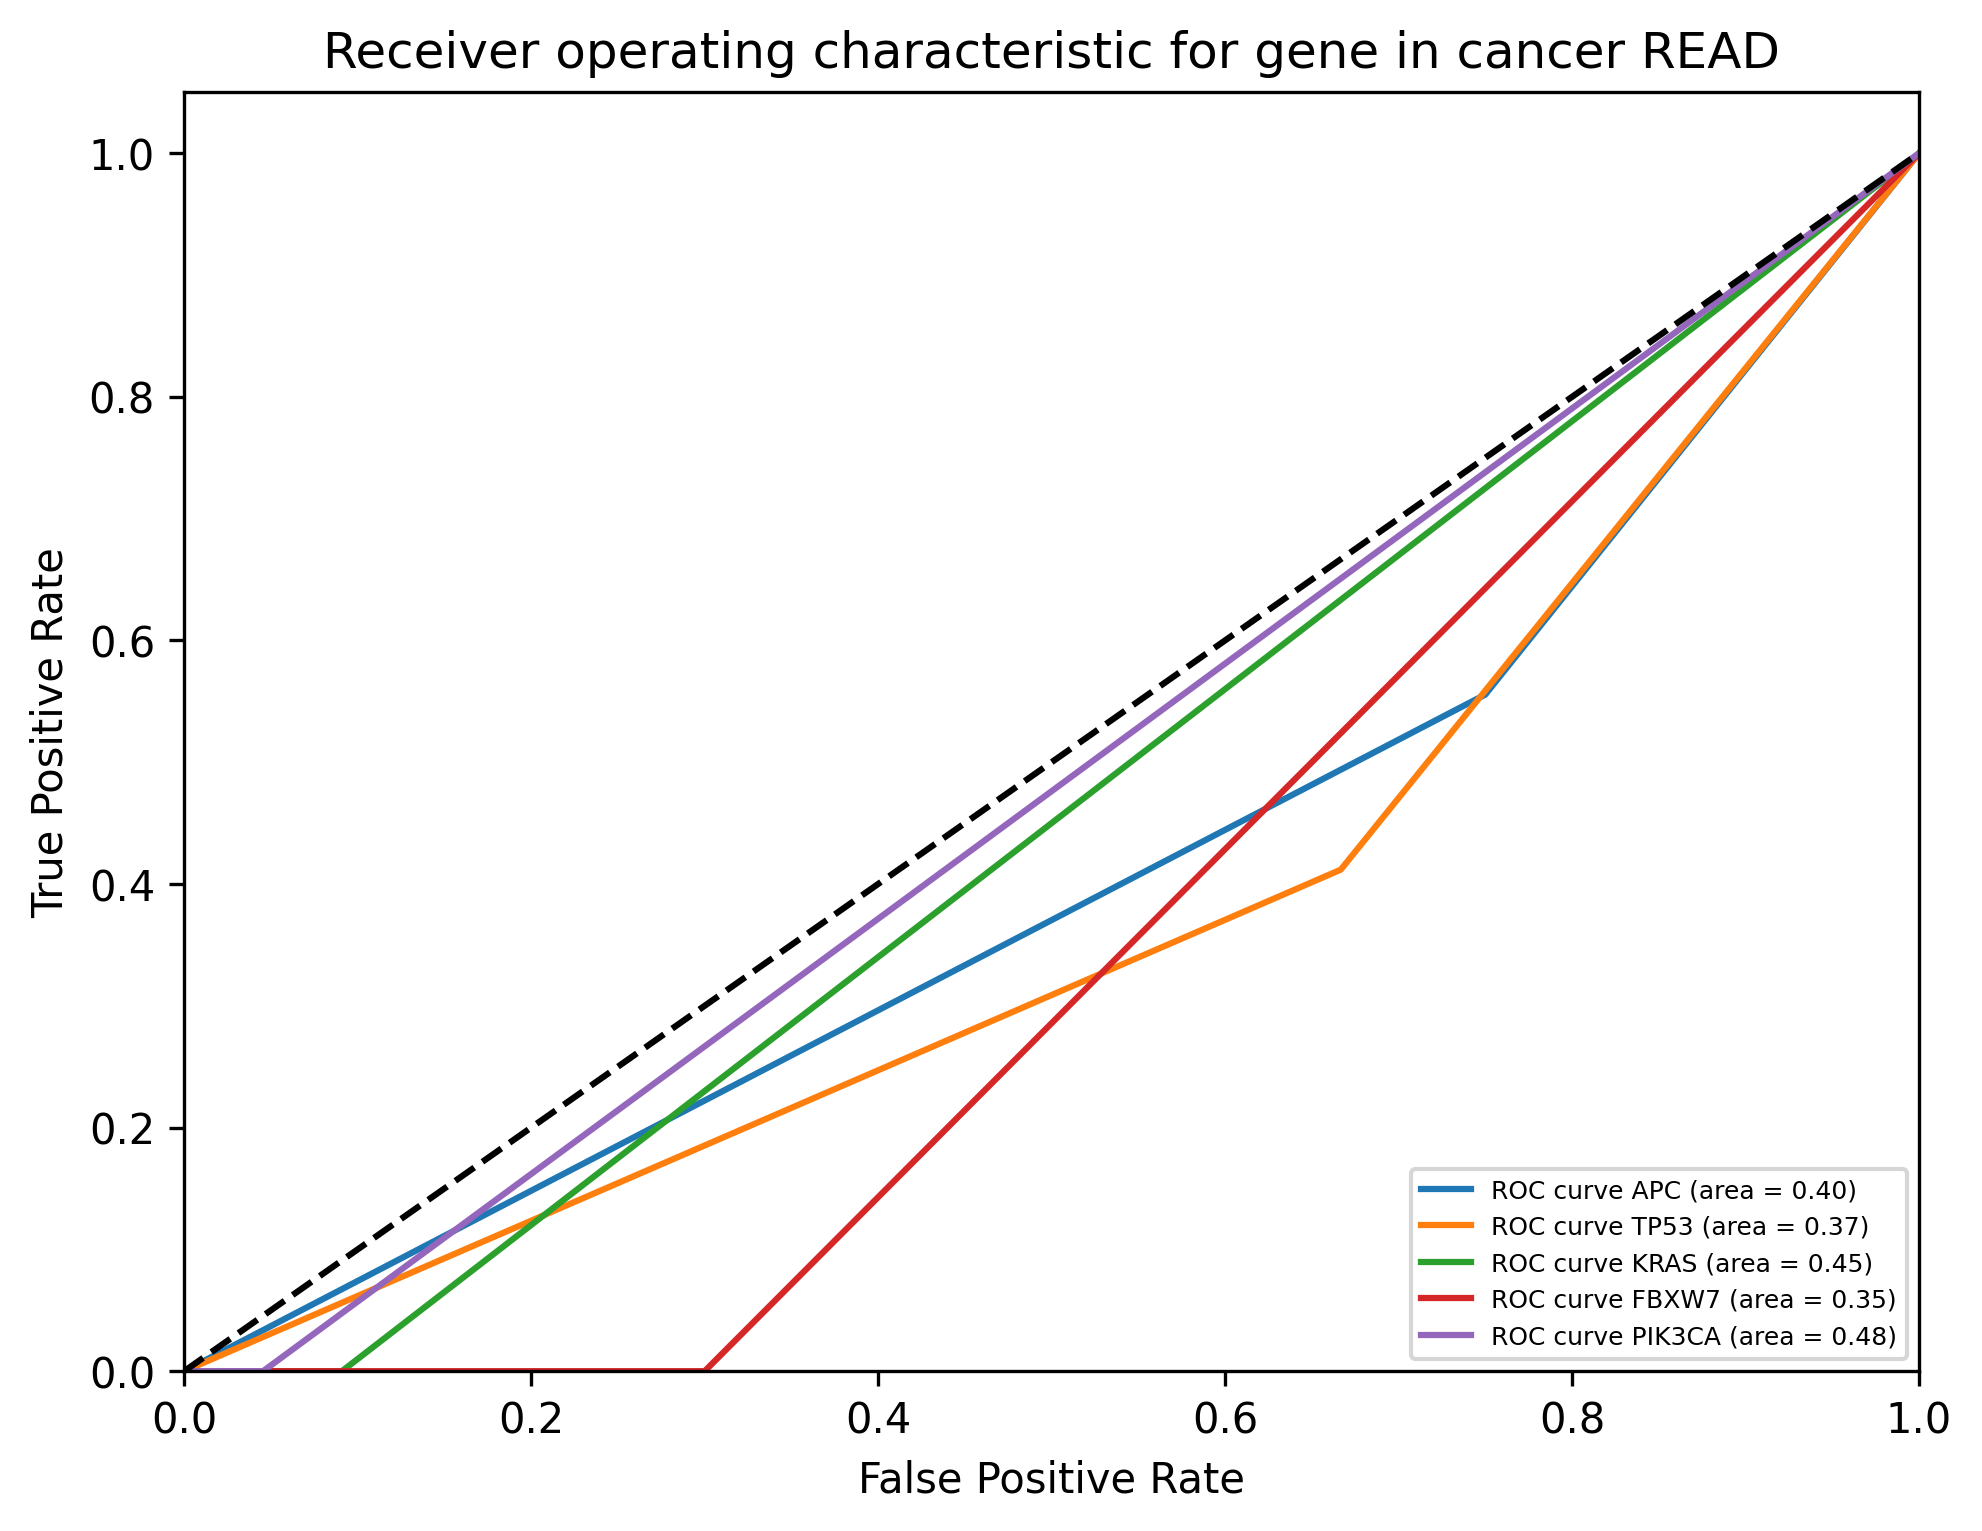 Receiver operating characteristic for gene in cancer READ
1.0
0.8
0.6
0.4
0.2
0.0
True Positive Rate
0.0 0.2 0.4 0.6 0.8 1.0
False Positive Rate
ROC curve APC (area = 0.40)
ROC curve TP53 (area = 0.37)
ROC curve KRAS (area = 0.45)
ROC curve FBXW7 (area = 0.35)
ROC curve PIK3CA (area = 0.48)